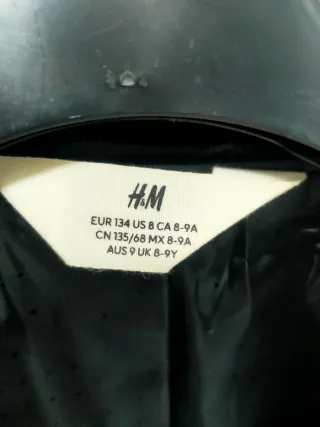 H&M
EUR 134 US 8 CA 8-9A
CN 135/68 MX 8-9A
AUS 9 UK 8-9Y